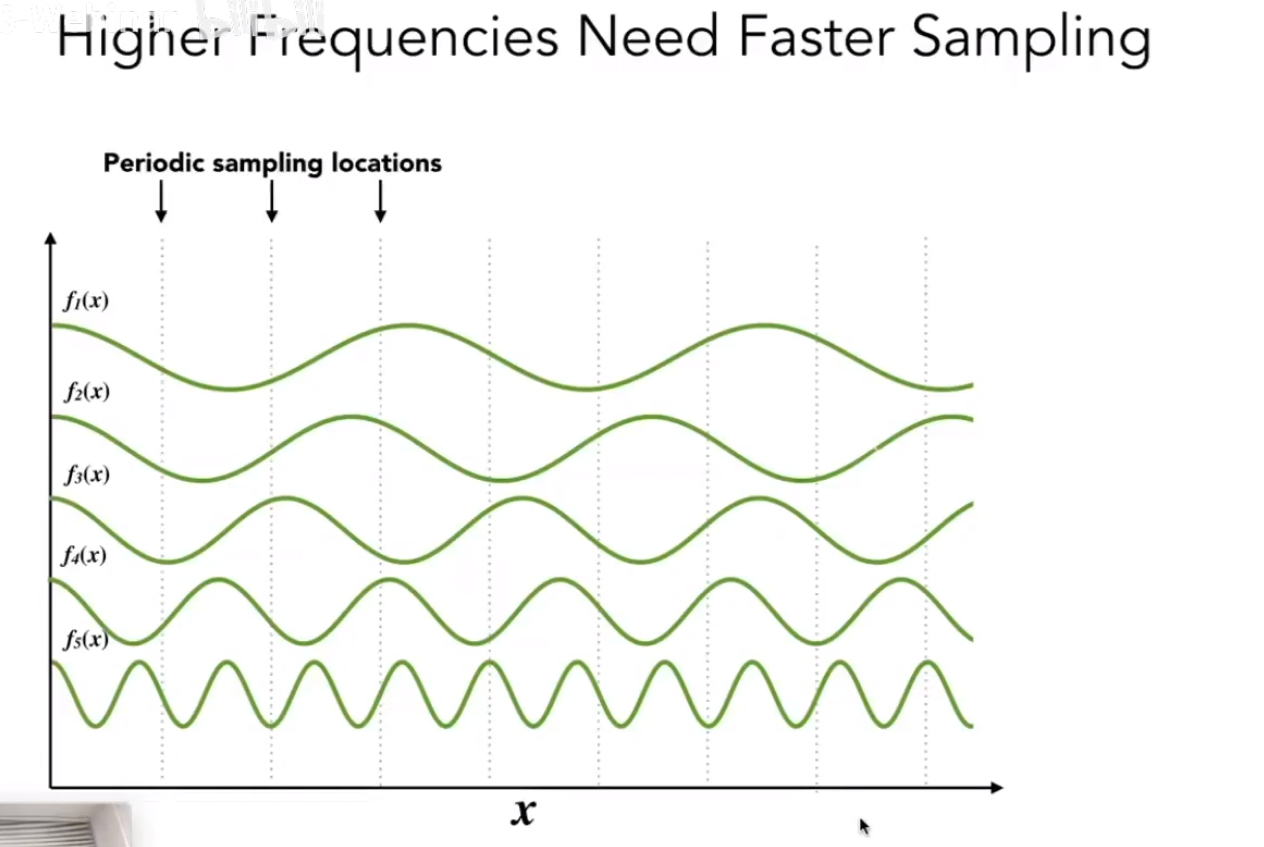 Higher Frequencies Need Faster Sampling
Periodic sampling locations
f₁(x)
f₂(x)
f₃(x)
f₄(x)
f₅(x)
x